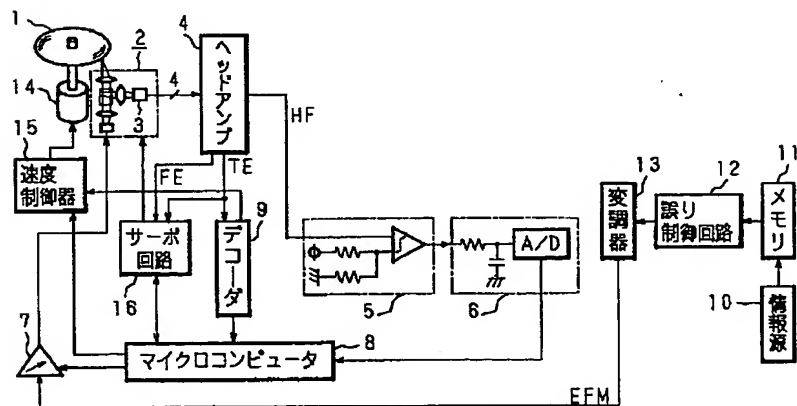 1
14
2
3
4
4
ヘッドアンプ
HF
FE
TE
15
速度
制御器
サーボ
回路
16
9
デコーダ
5
A/D
6
13
変調器
12
誤り
制御回路
11
メモリ
10
情報源
7
8
マイクロコンピュータ
EFM